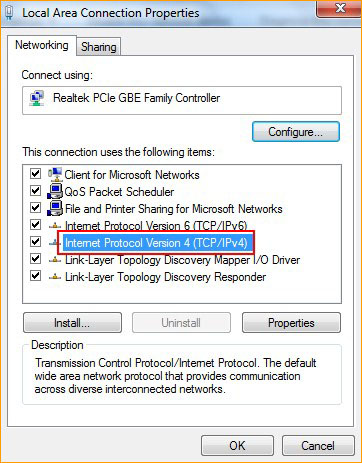 Local Area Connection Properties
Networking
Sharing
Connect using:
Realtek PCIe GBE Family Controller
Configure...
This connection uses the following items:
Client for Microsoft Networks
QoS Packet Scheduler
File and Printer Sharing for Microsoft Networks
Internet Protocol Version 6 (TCP/IPv6)
Internet Protocol Version 4 (TCP/IPv4)
Link-Layer Topology Discovery Mapper I/O Driver
Link-Layer Topology Discovery Responder
Install...
Uninstall
Properties
Description
Transmission Control Protocol/Internet Protocol. The default
wide area network protocol that provides communication
across diverse interconnected networks.
OK
Cancel